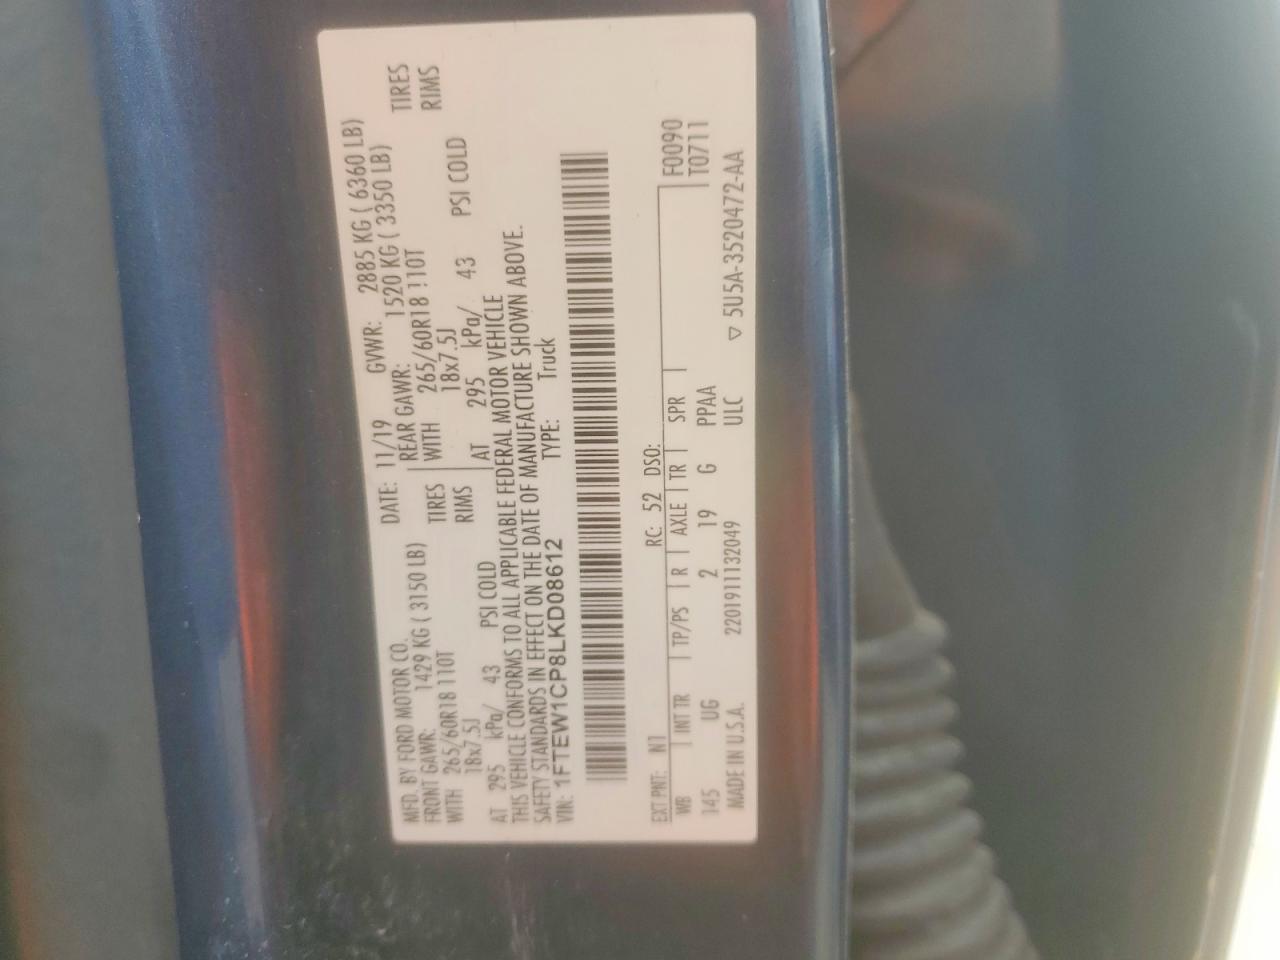 MFD. BY FORD MOTOR CO. DATE: 11/19 GVWR: 2885 KG ( 6360 LB)
FRONT GAWR: 1429 KG ( 3150 LB) REAR GAWR: 1520 KG ( 3350 LB)
WITH 265/60R18 110T TIRES WITH 265/60R18 110T TIRES
18x7.5J RIMS 18x7.5J RIMS
AT 295 kPa/ 43 PSI COLD AT 295 kPa/ 43 PSI COLD
THIS VEHICLE CONFORMS TO ALL APPLICABLE FEDERAL MOTOR VEHICLE
SAFETY STANDARDS IN EFFECT ON THE DATE OF MANUFACTURE SHOWN ABOVE.
VIN: 1FTEW1CP8LKD08612 TYPE: Truck
EXT PNT: N1 RC: 52 DSO: F0090
WB INT TR TP/PS R AXLE TR SPR T0711
145 UG 2 19 G PPAA
MADE IN U.S.A. 2201911132049 ULC ▽ 5U5A-3520472-AA